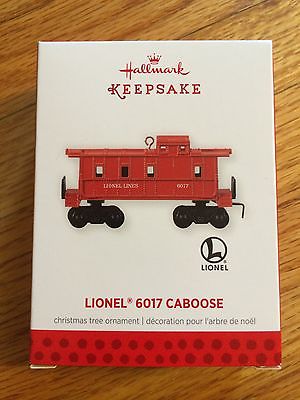 Hallmark
KEEPSAKE
LIONEL LINES 6017
LIONEL
LIONEL® 6017 CABOOSE
christmas tree ornament | décoration pour l'arbre de noël